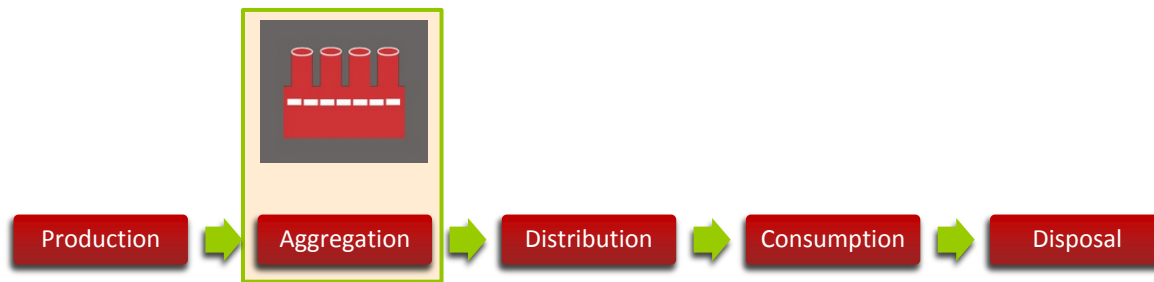 Production
Aggregation
Distribution
Consumption
Disposal